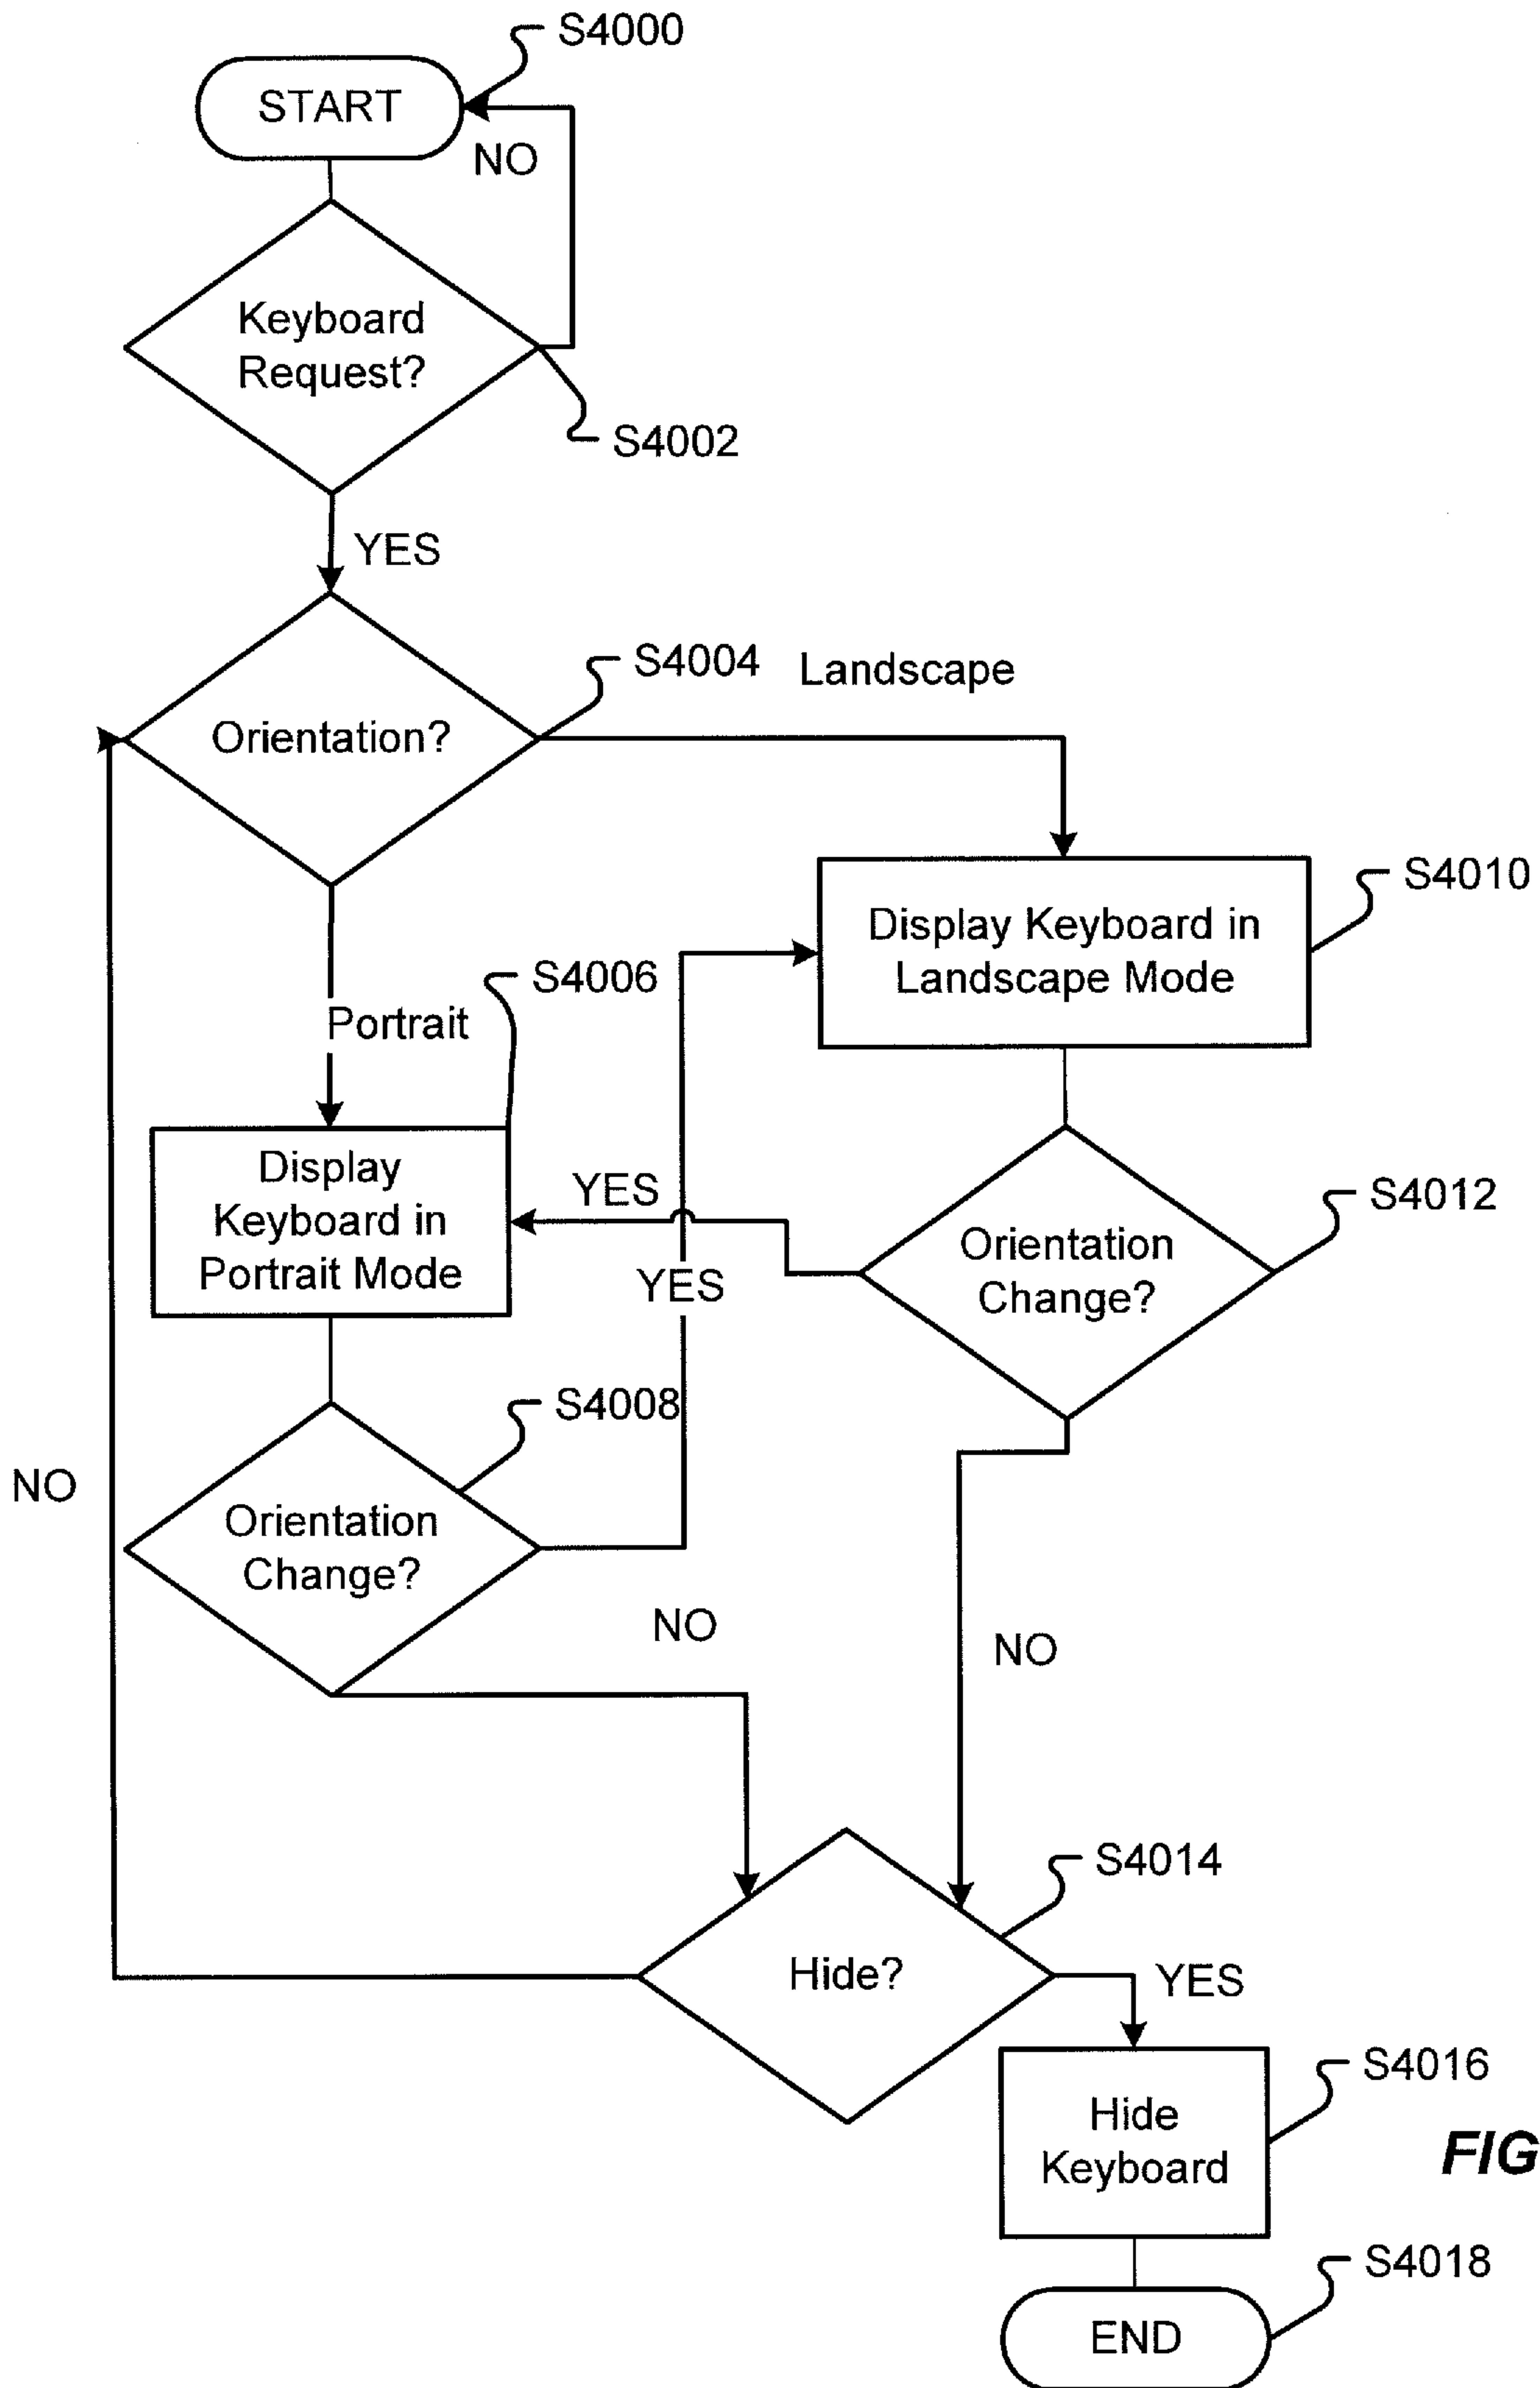 S4000
START
NO
Keyboard
Request?
S4002
YES
S4004
Landscape
Orientation?
S4010
Display Keyboard in
Landscape Mode
S4006
Portrait
Display
Keyboard in
Portrait Mode
YES
S4012
Orientation
Change?
YES
S4008
NO
Orientation
Change?
NO
NO
S4014
Hide?
YES
S4016
Hide
Keyboard
FIG
S4018
END